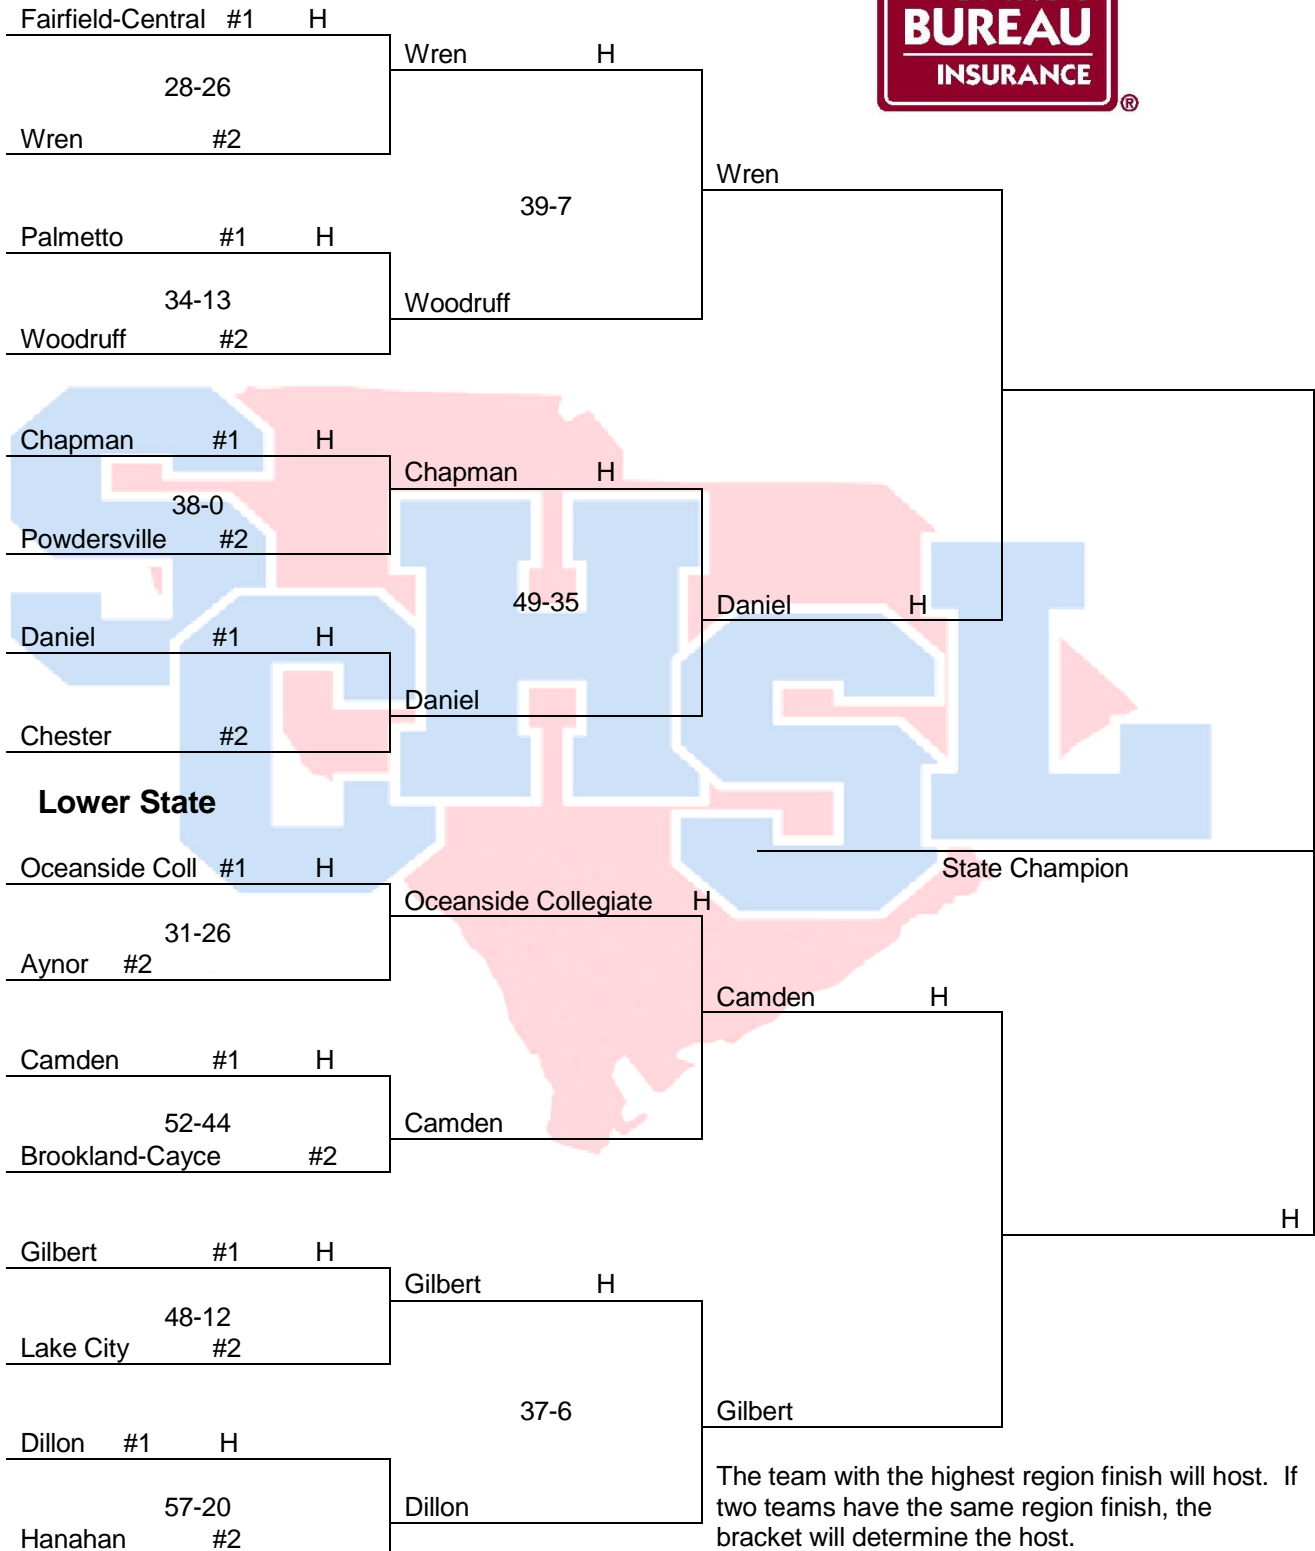 BUREAU
INSURANCE
®
Fairfield-Central #1 H
28-26
Wren #2
Wren H
Palmetto #1 H
34-13
Woodruff #2
Woodruff
39-7
Wren
Chapman #1 H
38-0
Powdersville #2
Chapman H
Daniel #1 H
Chester #2
Daniel
49-35
Daniel H
SCHSL
Lower State
Oceanside Coll #1 H
31-26
Aynor #2
Oceanside Collegiate H
Camden #1 H
52-44
Brookland-Cayce #2
Camden
Camden H
State Champion
Gilbert #1 H
48-12
Lake City #2
Gilbert H
Dillon #1 H
57-20
Hanahan #2
Dillon
37-6
Gilbert
H
The team with the highest region finish will host. If
two teams have the same region finish, the
bracket will determine the host.